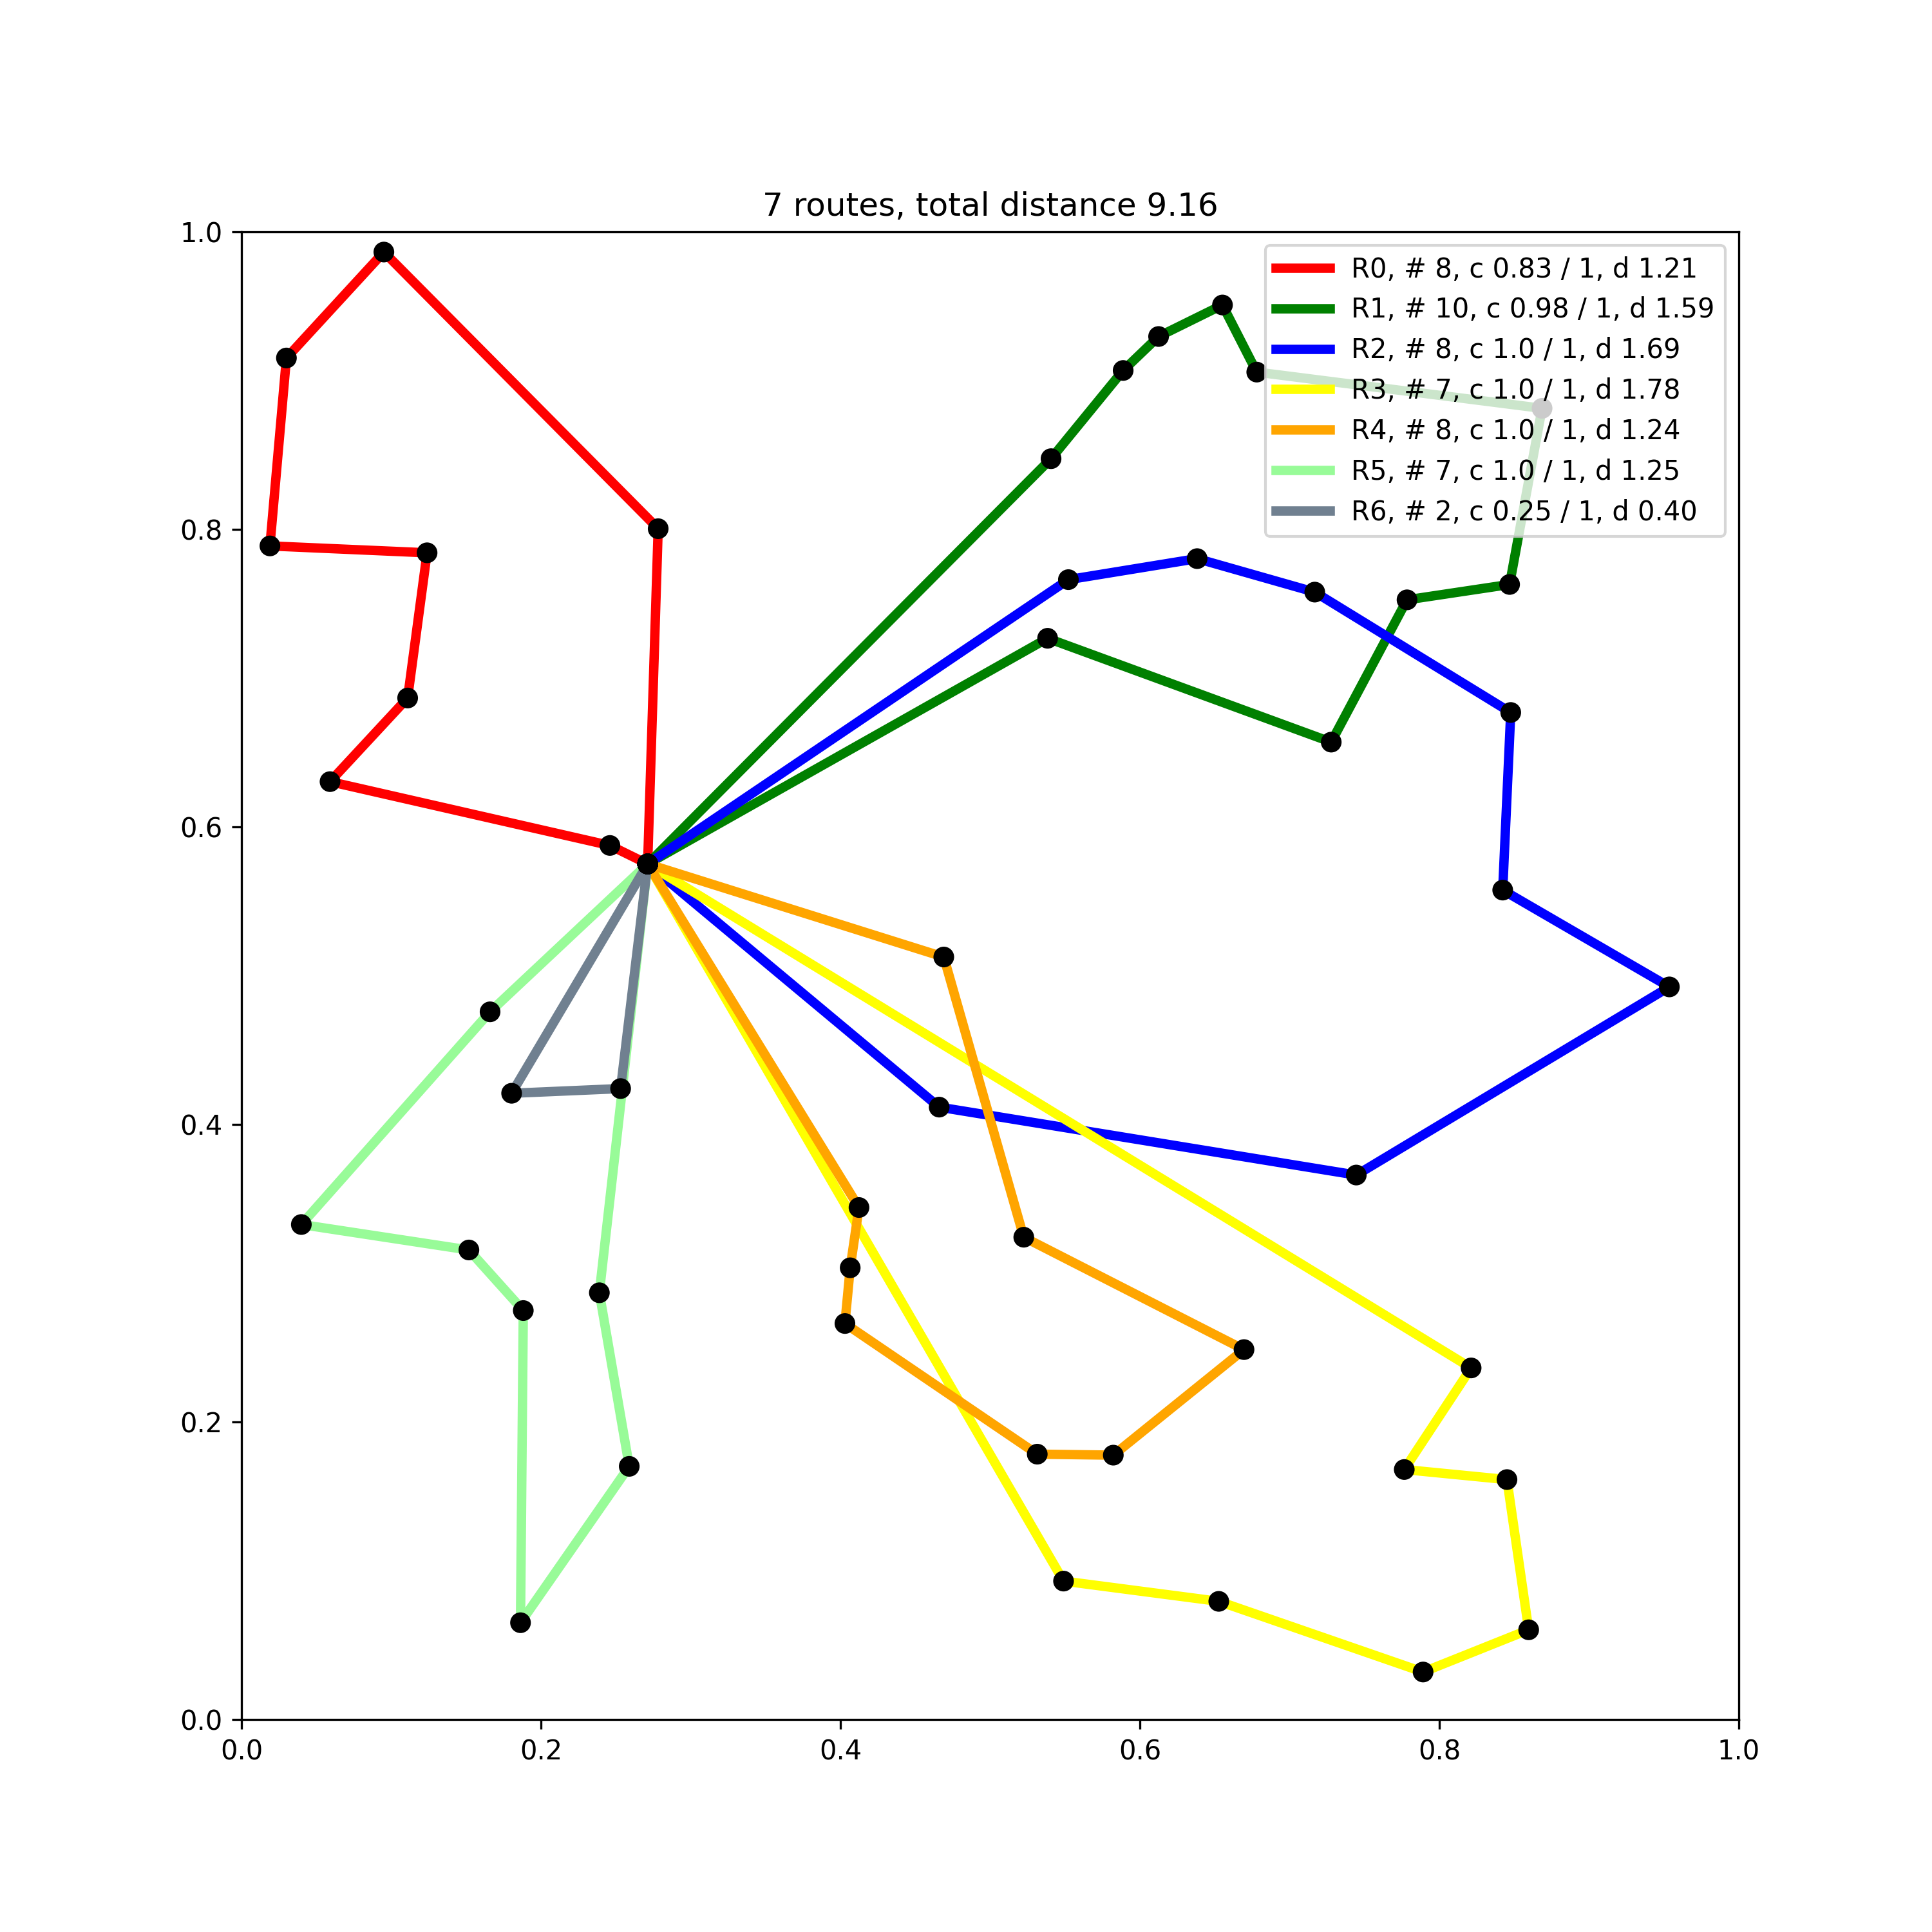 7 routes, total distance 9.16
1.0
0.8
0.6
0.4
0.2
0.0
R0, # 8, c 0.83 / 1, d 1.21
R1, # 10, c 0.98 / 1, d 1.59
R2, # 8, c 1.0 / 1, d 1.69
R3, # 7, c 1.0 / 1, d 1.78
R4, # 8, c 1.0 / 1, d 1.24
R5, # 7, c 1.0 / 1, d 1.25
R6, # 2, c 0.25 / 1, d 0.40
0.0 0.2 0.4 0.6 0.8 1.0